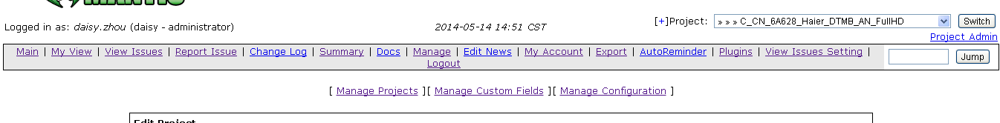 MANTIS
Logged in as: daisy.zhou (daisy - administrator)
2014-05-14 14:51 CST
[+]Project: » » » C_CN_6A628_Haier_DTMB_AN_FullHD Switch
Project Admin
Main | My View | View Issues | Report Issue | Change Log | Summary | Docs | Manage | Edit News | My Account | Export | AutoReminder | Plugins | View Issues Setting |
Logout
Jump
[ Manage Projects ] [ Manage Custom Fields ] [ Manage Configuration ]
Edit Project